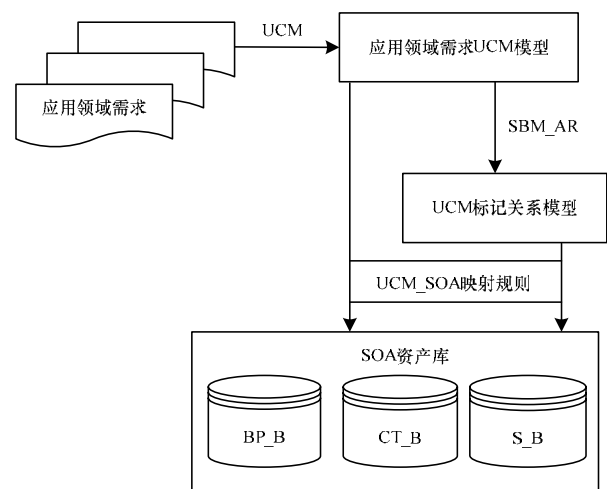 UCM
应用领域需求UCM模型
应用领域需求
SBM_AR
UCM标记关系模型
UCM_SOA映射规则
SOA资产库
BP_B
CT_B
S_B